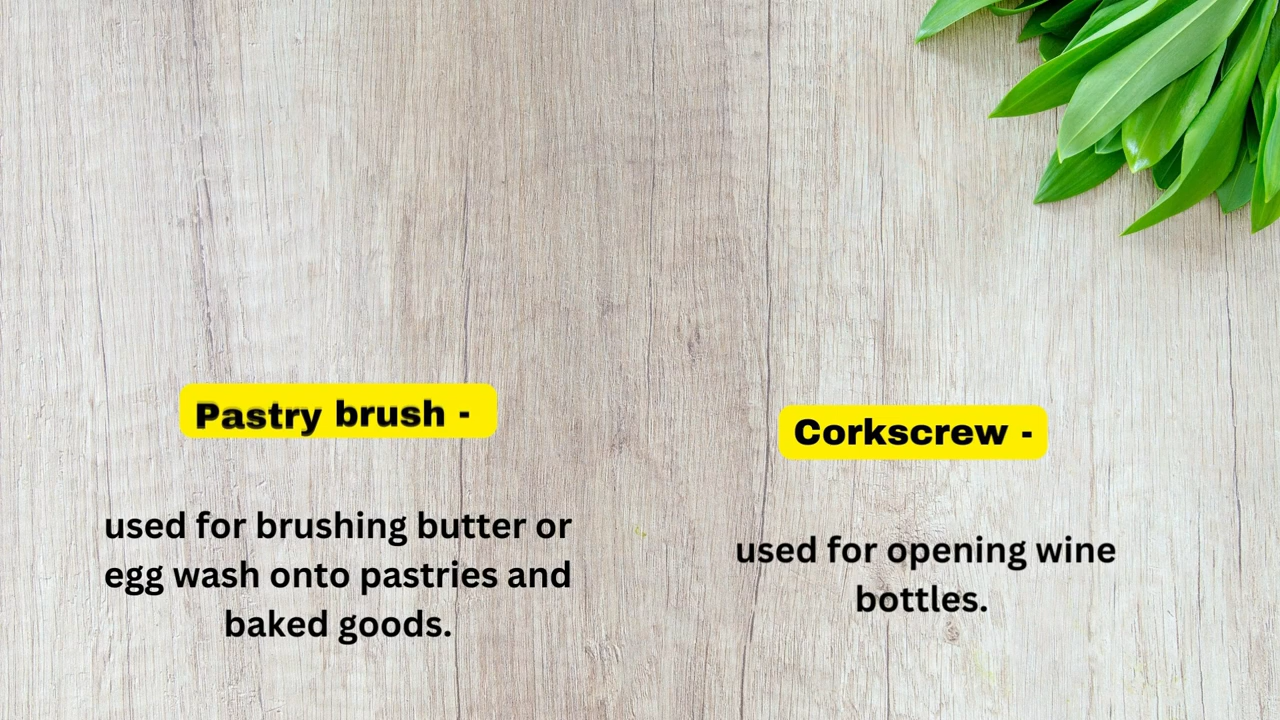 Pastry brush -
used for brushing butter or
egg wash onto pastries and
baked goods.
Corkscrew -
used for opening wine
bottles.